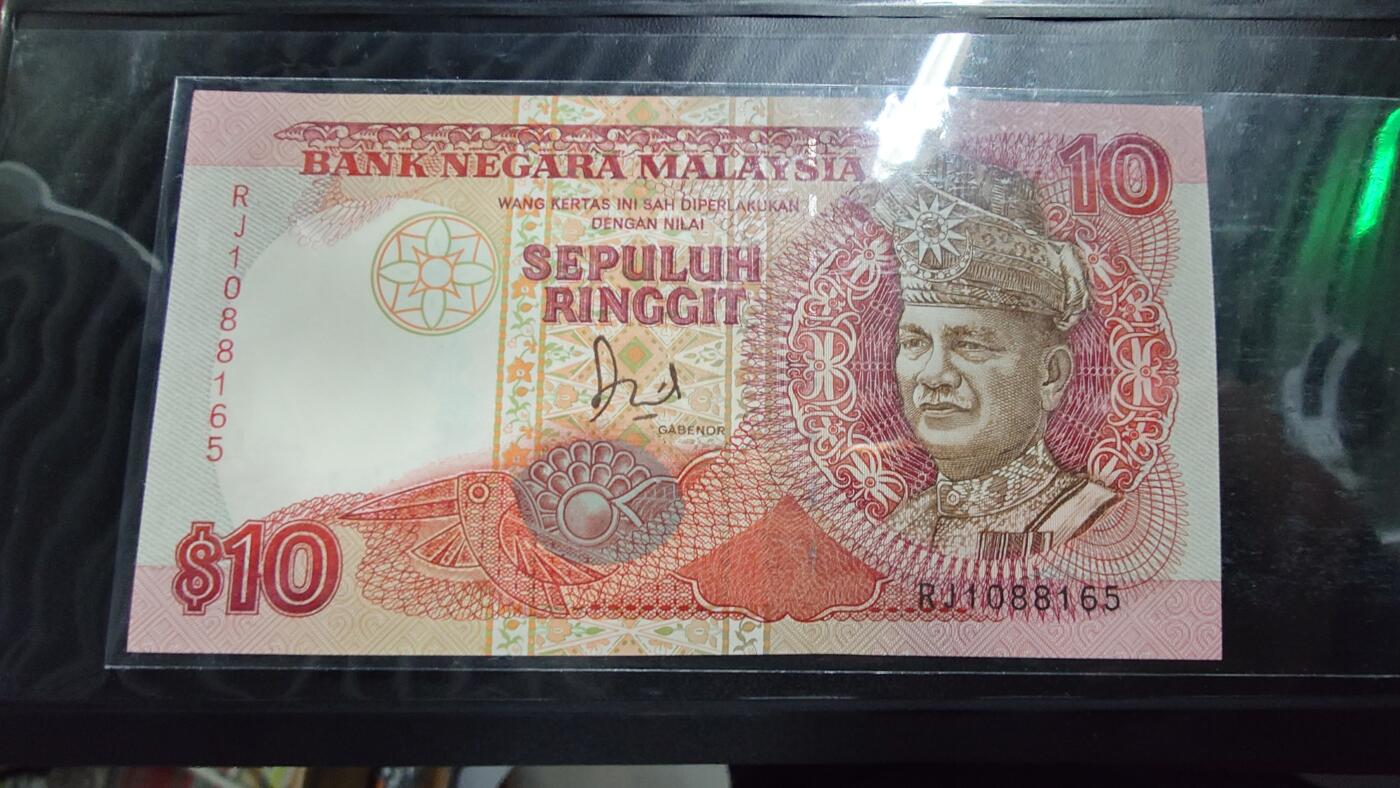 BANK NEGARA MALAYSIA
10
WANG KERTAS INI SAH DIPERLAKUKAN
DENGAN NILAI
SEPULUH
RINGGIT
RJ1088165
GABENOR
$10
RJ1088165